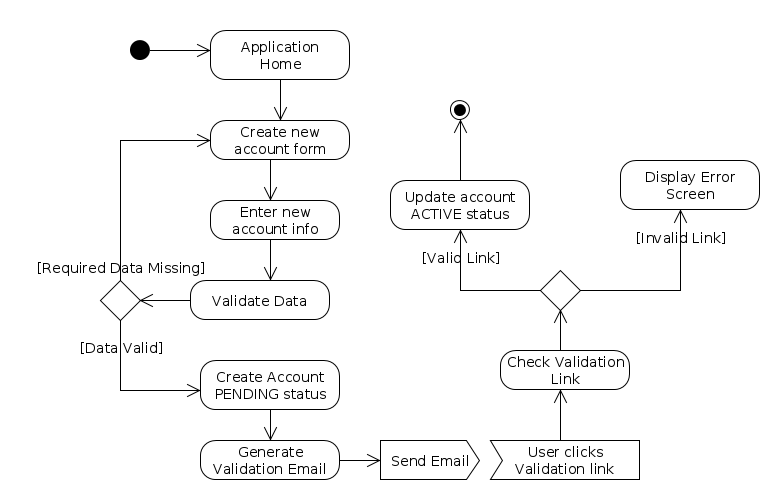 Application
Home
Create new
account form
Enter new
account info
[Required Data Missing]
Validate Data
[Data Valid]
Create Account
PENDING status
Generate
Validation Email
Send Email
User clicks
Validation link
Check Validation
Link
[Valid Link]
[Invalid Link]
Update account
ACTIVE status
Display Error
Screen